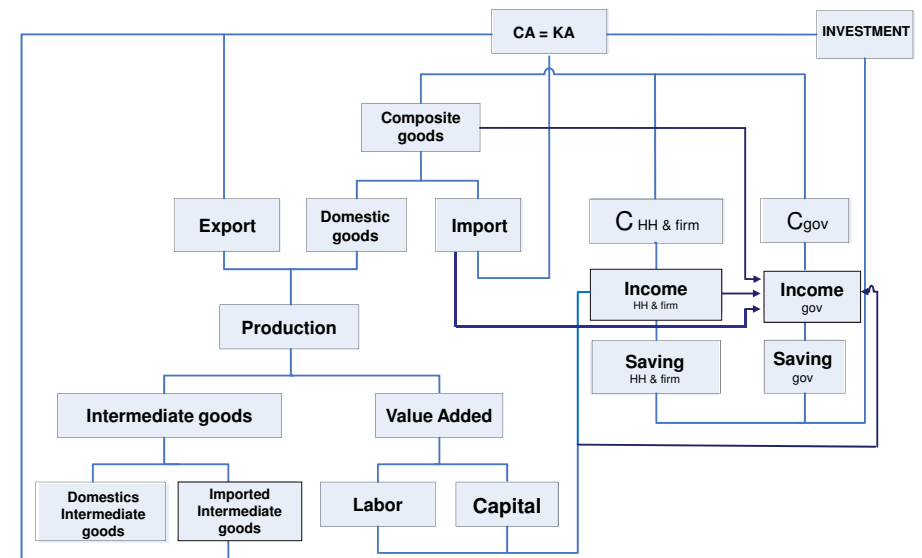 CA = KA
INVESTMENT
Composite
goods
Export
Domestic
goods
Import
C HH & firm
Cgov
Income
HH & firm
Income
gov
Production
Saving
HH & firm
Saving
gov
Intermediate goods
Value Added
Domestics
Intermediate
goods
Imported
Intermediate
goods
Labor
Capital